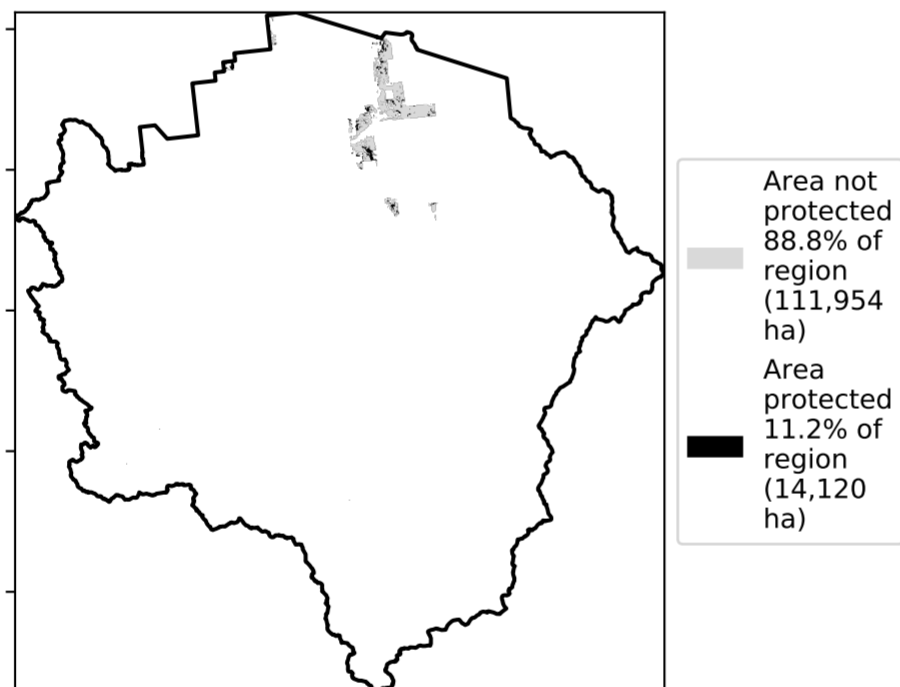 Area not
protected
88.8% of
region
(111,954
ha)
Area
protected
11.2% of
region
(14,120
ha)